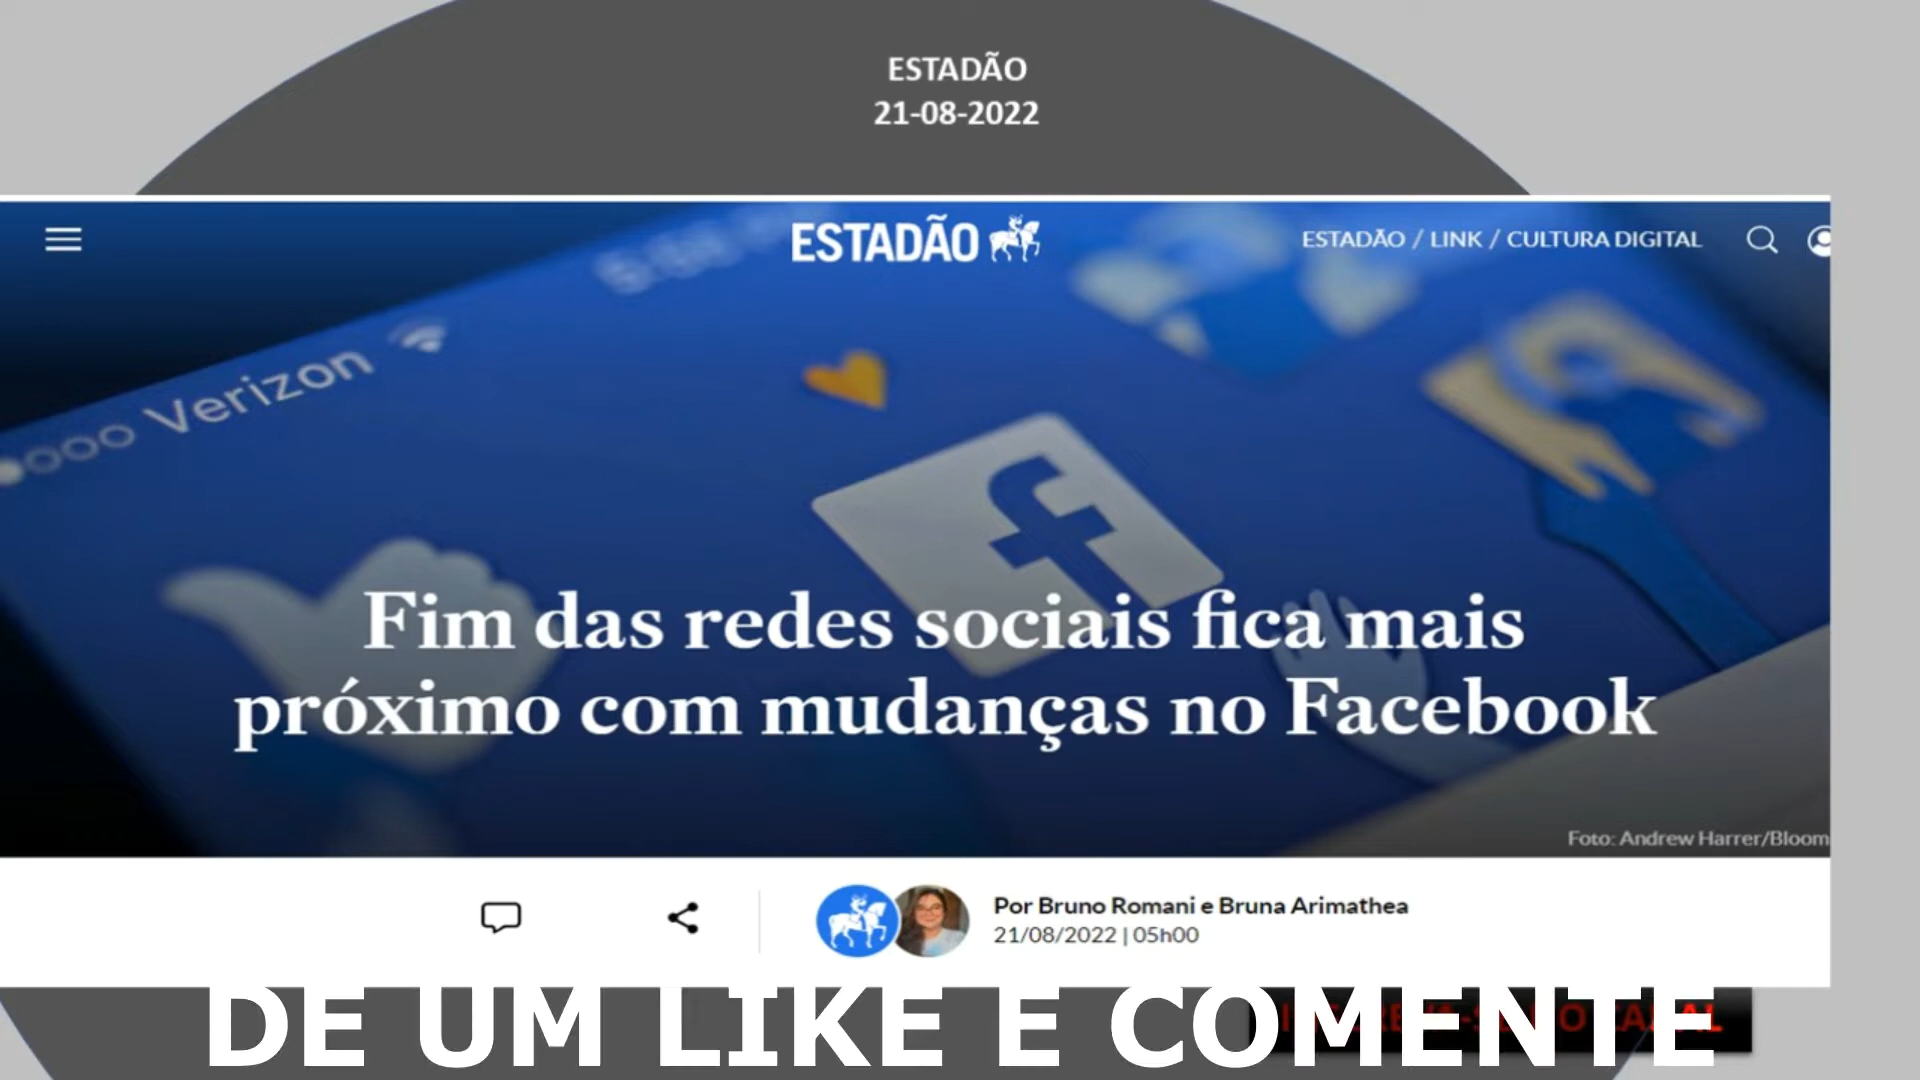 ESTADÃO
21-08-2022
ESTADÃO
ESTADÃO / LINK / CULTURA DIGITAL
Verizon
Fim das redes sociais fica mais
próximo com mudanças no Facebook
Foto: Andrew Harrer/Bloom
Por Bruno Romani e Bruna Arimathea
21/08/2022 | 05h00
DE UM LIKE E COMENTE